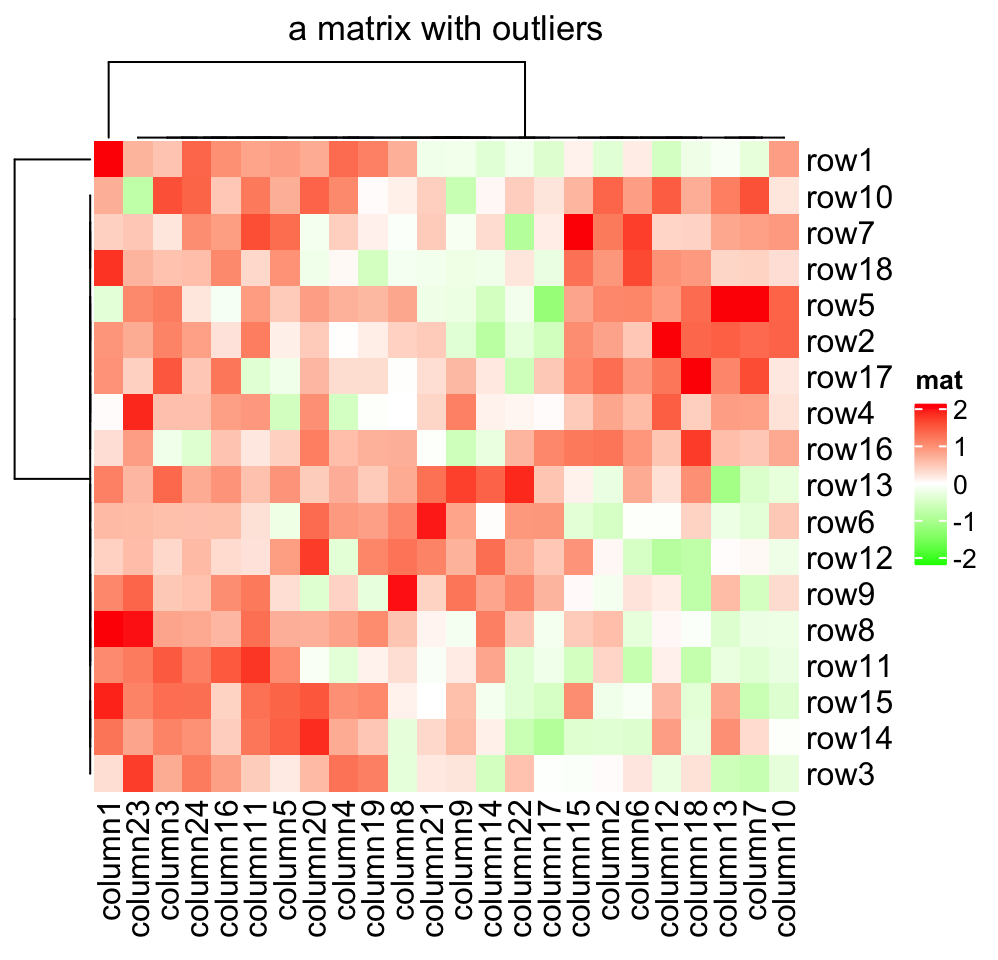 a matrix with outliers
row1
row10
row7
row18
row5
row2
row17
row4
row16
row13
row6
row12
row9
row8
row11
row15
row14
row3
mat
2
1
0
-1
-2
column1
column23
column3
column24
column16
column11
column5
column20
column4
column19
column8
column21
column9
column14
column22
column17
column15
column2
column6
column12
column18
column13
column7
column10